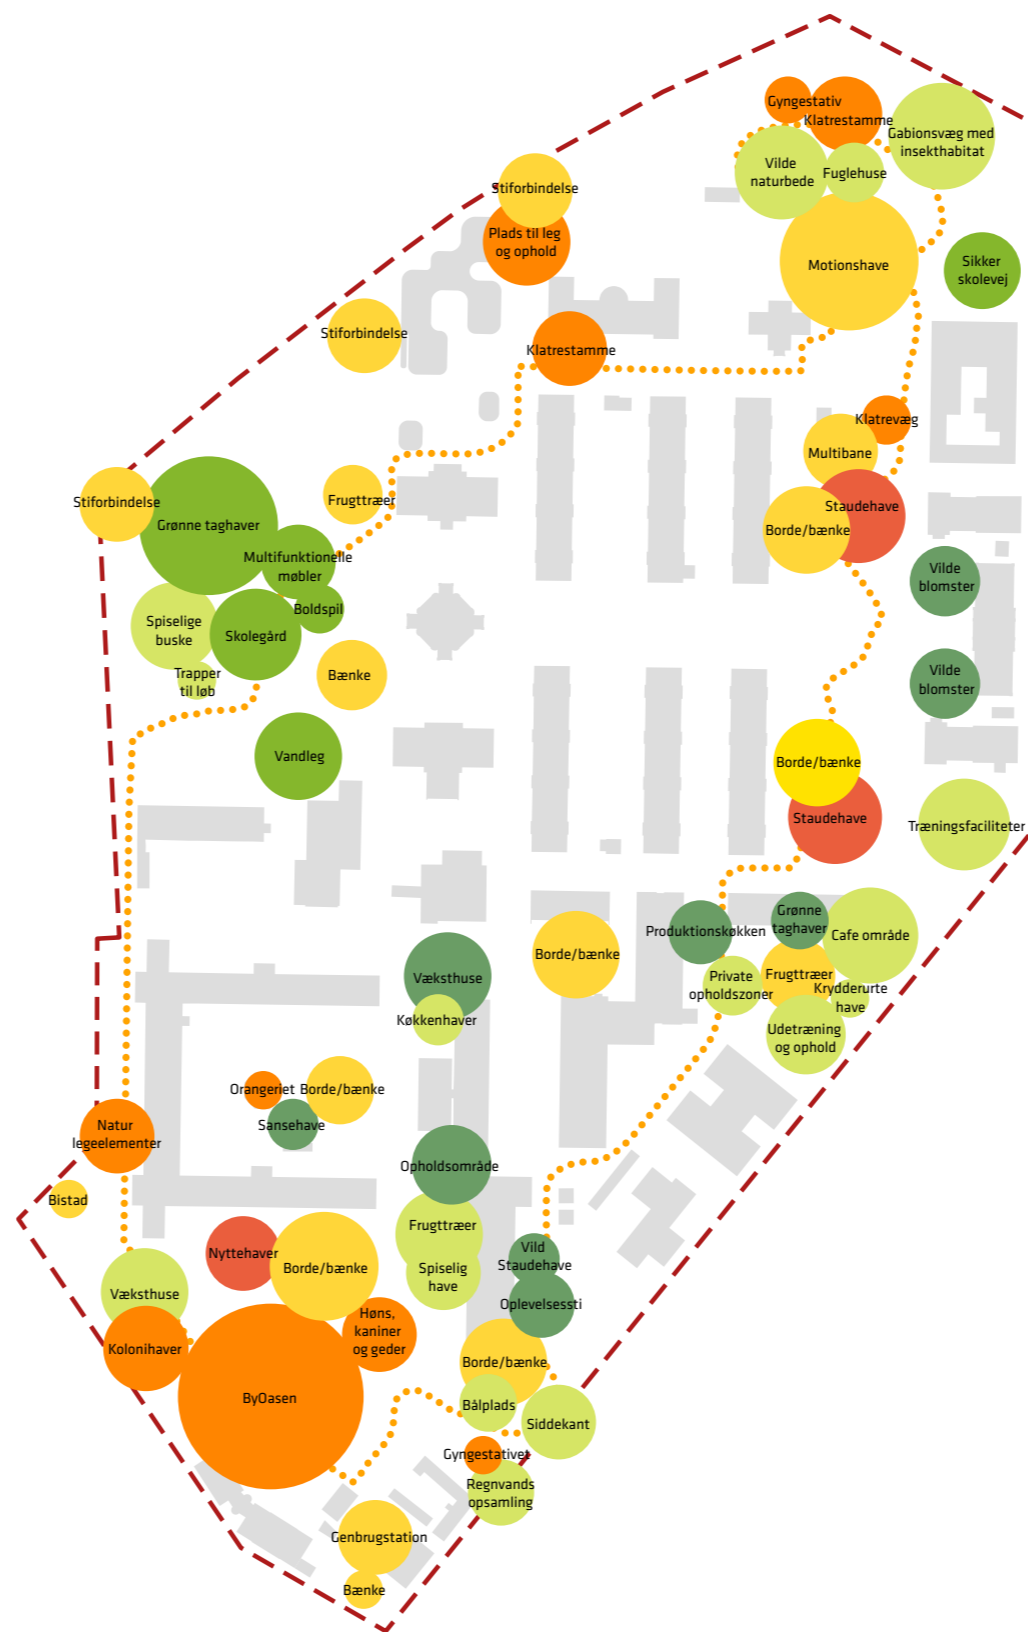 Gyngestativ
Klatrestamme
Gabionsvæg med
insekthabitat
Vilde
naturbede
Fuglehuse
Stiforbindelse
Plads til leg
og ophold
Motionshave
Sikker
skolevej
Stiforbindelse
Klatrestamme
Klatrevæg
Multibane
Stiforbindelse
Grønne taghaver
Frugttræer
Staudehave
Borde/bænke
Multifunktionelle
møbler
Boldspil
Vilde
blomster
Spiselige
buske
Skolegård
Trapper
til løb
Bænke
Vilde
blomster
Vandleg
Borde/bænke
Staudehave
Træningsfaciliteter
Produktionskøkken
Grønne
taghaver
Cafe område
Borde/bænke
Væksthuse
Private
opholdszoner
Frugttræer
Krydderurte
have
Køkkenhaver
Udetræning
og ophold
Orangeriet
Borde/bænke
Sansehave
Natur
legeelementer
Opholdsområde
Bistad
Frugttræer
Nyttehaver
Borde/bænke
Spiselig
have
Vild
Staudehave
Væksthuse
Oplevelsessti
Høns,
kaniner
og geder
Kolonihaver
Borde/bænke
ByOasen
Bålplads
Siddekant
Gyngestativet
Regnvands
opsamling
Genbrugstation
Bænke